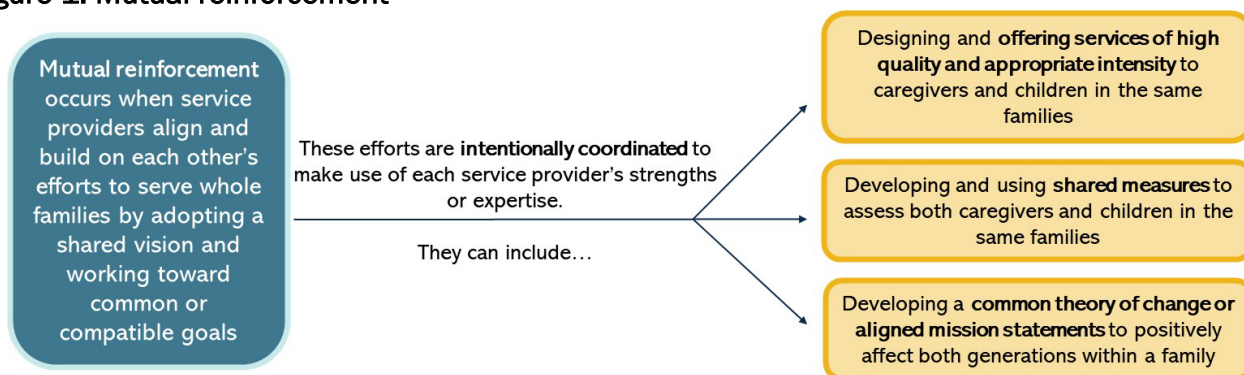 Figure 1. Mutual reinforcement
Mutual reinforcement
occurs when service
providers align and
build on each other's
efforts to serve whole
families by adopting a
shared vision and
working toward
common or
compatible goals
These efforts are intentionally coordinated to
make use of each service provider's strengths
or expertise.
They can include…
Designing and offering services of high
quality and appropriate intensity to
caregivers and children in the same
families
Developing and using shared measures to
assess both caregivers and children in the
same families
Developing a common theory of change or
aligned mission statements to positively
affect both generations within a family